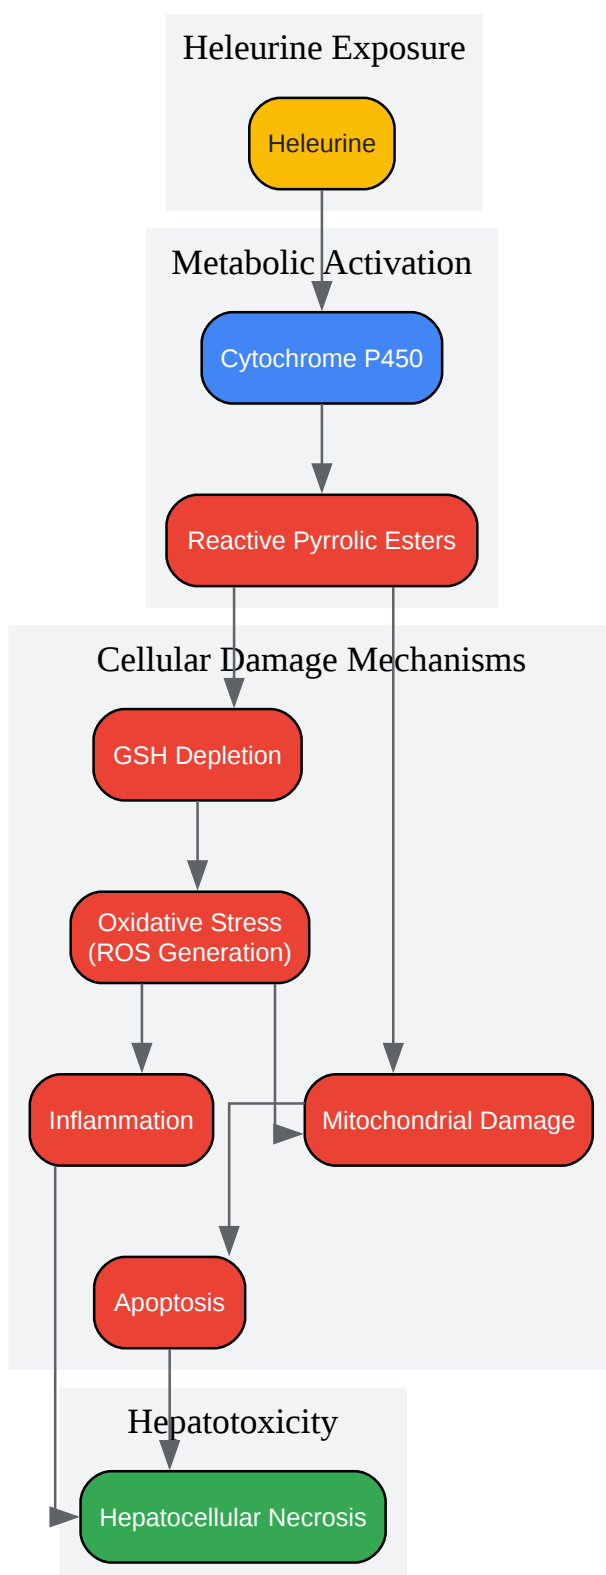 Heleurine Exposure
Heleurine
Metabolic Activation
Cytochrome P450
Reactive Pyrrolic Esters
Cellular Damage Mechanisms
GSH Depletion
Oxidative Stress
(ROS Generation)
Inflammation
Mitochondrial Damage
Apoptosis
Hepatotoxicity
Hepatocellular Necrosis